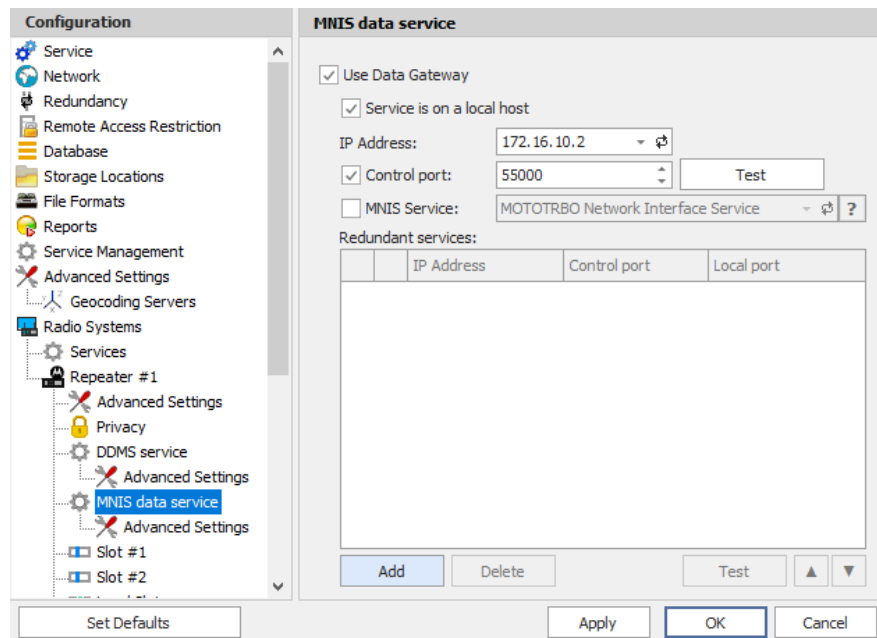 Configuration
Service
Network
Redundancy
Remote Access Restriction
Database
Storage Locations
File Formats
Reports
Service Management
Advanced Settings
Geocoding Servers
Radio Systems
Services
Repeater #1
Advanced Settings
Privacy
DDMS service
Advanced Settings
MNIS data service
Advanced Settings
Slot #1
Slot #2
Set Defaults
MNIS data service
Use Data Gateway
Service is on a local host
IP Address: 172.16.10.2
Control port: 55000 Test
MNIS Service: MOTOTRBO Network Interface Service ?
Redundant services:
IP Address Control port Local port
Add Delete Test ▲ ▼
Apply OK Cancel